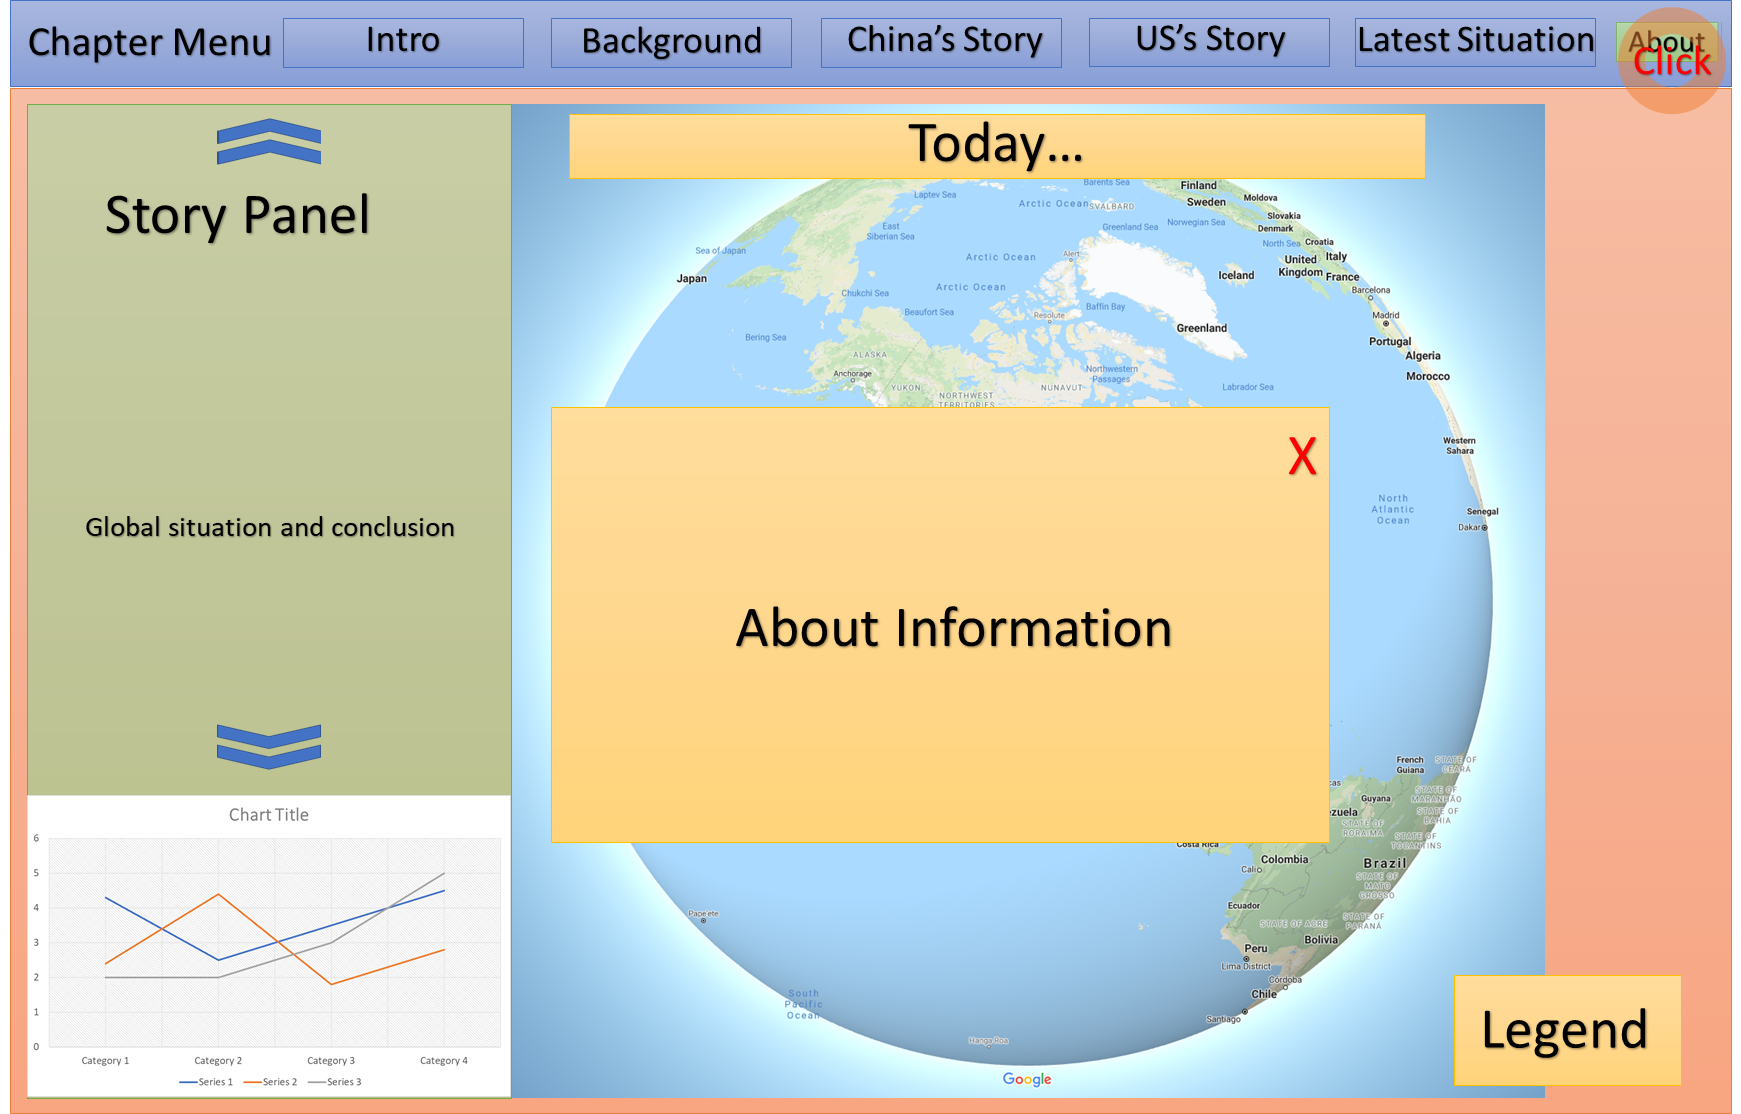 Chapter Menu
Intro
Background
China's Story
US's Story
Latest Situation
About
Click
Story Panel
Global situation and conclusion
Today...
Laptev Sea
East
Siberian Sea
Sea of Japan
Japan
Chukchi Sea
Beaufort Sea
Bering Sea
Barents Sea
Arctic Ocean
SVALBARD
Greenland Sea
Norwegian Sea
Arctic Ocean
Arctic Ocean
Alert
Baffin Bay
Resolute
Greenland
Iceland
Finland
Sweden
Moldova
Slovakia
Denmark
North Sea
Croatia
United
Kingdom
Italy
France
Barcelona
Madrid
Portugal
Algeria
Morocco
ALASKA
Anchorage
YUKON
NORTHWEST
TERRITORIES
NUNAVUT
Northwestern
Passages
Labrador Sea
Western
Sahara
North
Atlantic
Ocean
Senegal
Dakar
X
About Information
French
Guiana
STATE OF
CEARÁ
cas
Guyana
zuela
STATE OF
RORAIMA
STATE OF
MARANHÃO
STATE OF
BAHIA
STATE OF
TOCANTINS
Costa Rica
Colombia
Cali
Brazil
STATE OF
MATO
GROSSO
Ecuador
STATE OF ACRE
STATE OF
PARANÁ
Peru
Bolivia
Lima District
Córdoba
Chile
Santiago
Papeete
South
Pacific
Ocean
Hanga Roa
Google
Legend
Chart Title
6
5
4
3
2
1
0
Category 1
Category 2
Category 3
Category 4
Series 1
Series 2
Series 3